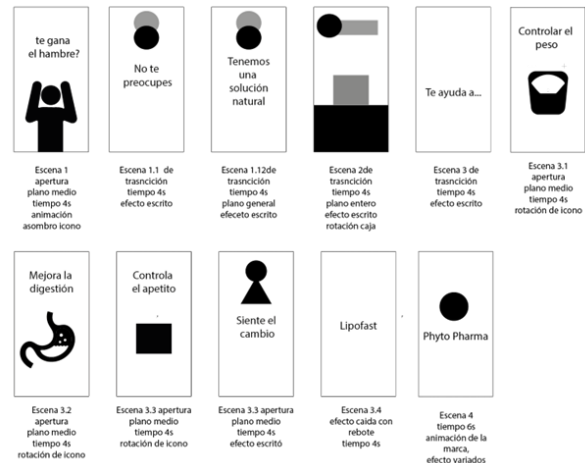 te gana
el hambre?
No te
preocupes
Tenemos
una
solución
natural
Te ayuda a...
Controlar el
peso
Escena 1
apertura
plano medio
tiempo 4s
animación
asombro icono
Escena 1.1 de
trasncición
tiempo 4s
efecto escrito
Escena 1.12de
trasncición
tiempo 4s
plano general
efeceto escrito
Escena 2de
trasncición
tiempo 4s
plano entero
efecto escrito
rotación caja
Escena 3 de
trasncición
tiempo 4s
efecto escrito
Escena 3.1
apertura
plano medio
tiempo 4s
rotación de icono
Mejora la
digestión
Controla
el apetito
Siente el
cambio
Lipofast
Phyto Pharma
Escena 3.2
apertura
plano medio
tiempo 4s
rotación de icono
Escena 3.3 apertura
plano medio
tiempo 4s
rotación de icono
Escena 3.3 apertura
plano medio
tiempo 4s
efecto escritó
Escena 3.4
efecto caida con
rebote
tiempo 4s
Escena 4
tiempo 6s
animación de la
marca,
efecto variados